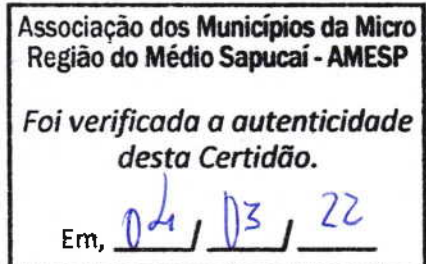 Associação dos Municípios da Micro
Região do Médio Sapucaí - AMESP
Foi verificada a autenticidade
desta Certidão.
Em, 04 / 03 / 22